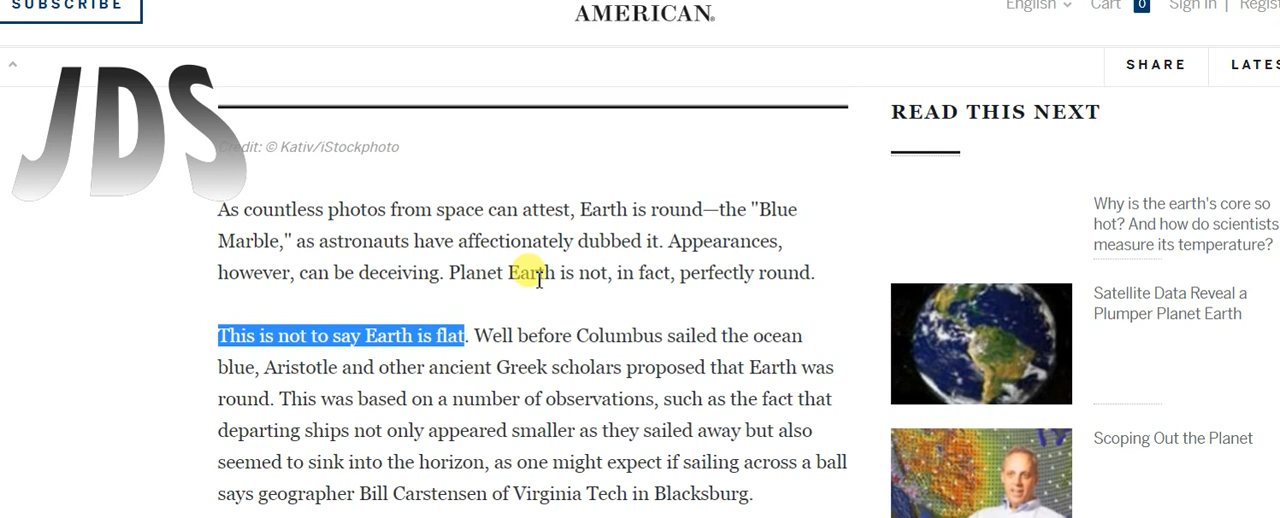 SUBSCRIBE
AMERICAN®
English
Cart 0
Sign In |
SHARE
JDS
READ THIS NEXT
Credit: © Kativ/iStockphoto
As countless photos from space can attest, Earth is round—the "Blue
Marble," as astronauts have affectionately dubbed it. Appearances,
however, can be deceiving. Planet Earth is not, in fact, perfectly round.
This is not to say Earth is flat. Well before Columbus sailed the ocean
blue, Aristotle and other ancient Greek scholars proposed that Earth was
round. This was based on a number of observations, such as the fact that
departing ships not only appeared smaller as they sailed away but also
seemed to sink into the horizon, as one might expect if sailing across a ball
says geographer Bill Carstensen of Virginia Tech in Blacksburg.
Why is the earth's core so
hot? And how do scientists
measure its temperature?
Satellite Data Reveal a
Plumper Planet Earth
Scoping Out the Planet